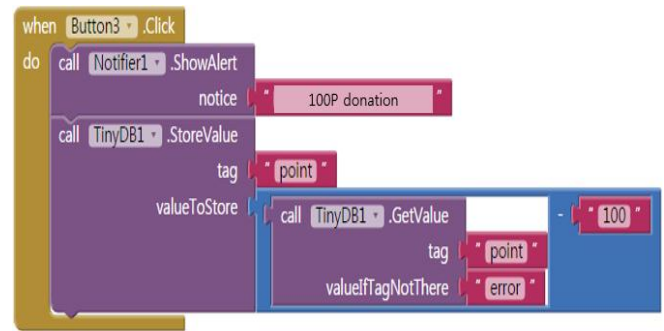 when Button3 .Click
do call Notifier1 .ShowAlert
notice " 100P donation "
call TinyDB1 .StoreValue
tag " point "
valueToStore call TinyDB1 .GetValue - " 100 "
tag " point "
valueIfTagNotThere " error "